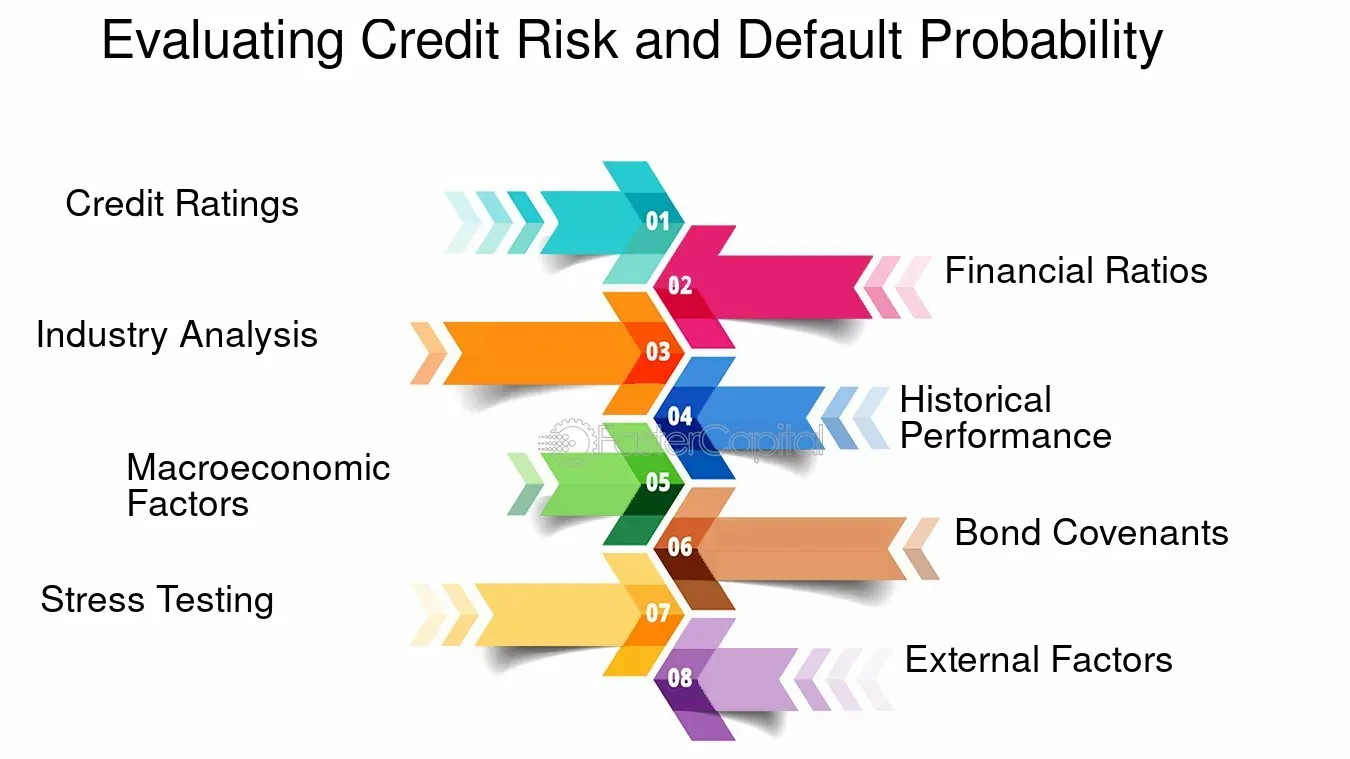 Evaluating Credit Risk and Default Probability
Credit Ratings
01
02
Financial Ratios
Industry Analysis
03
04
Historical
Performance
FasterCapital
Macroeconomic
Factors
05
06
Bond Covenants
Stress Testing
07
08
External Factors